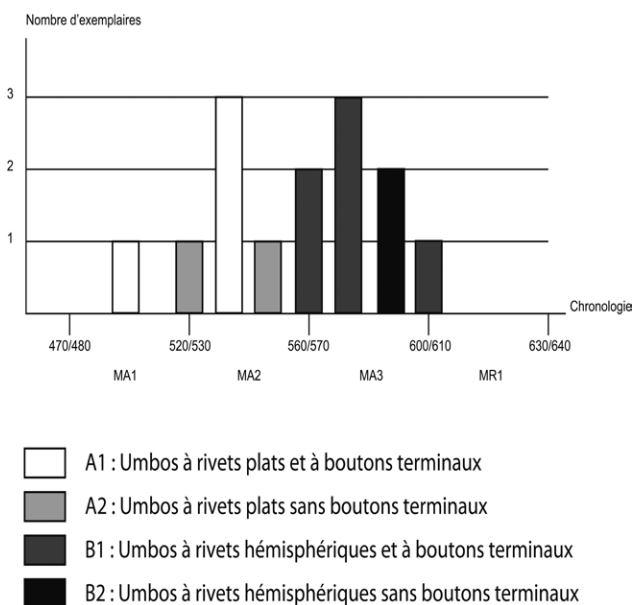 Nombre d'exemplaires
3
2
1
Chronologie
470/480 520/530 560/570 600/610 630/640
MA1 MA2 MA3 MR1
A1 : Umbos à rivets plats et à boutons terminaux
A2 : Umbos à rivets plats sans boutons terminaux
B1 : Umbos à rivets hémisphériques et à boutons terminaux
B2 : Umbos à rivets hémisphériques sans boutons terminaux